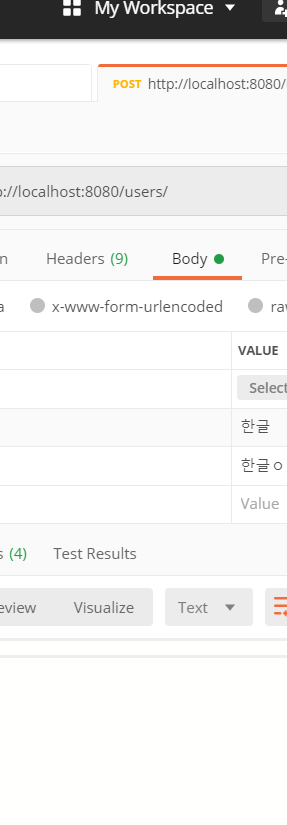 My Workspace
POST http://localhost:8080/
://localhost:8080/users/
n Headers (9) Body Pre-
a x-www-form-urlencoded raw
VALUE
Select
한글
한글ㅇ
Value
s (4) Test Results
eview Visualize Text